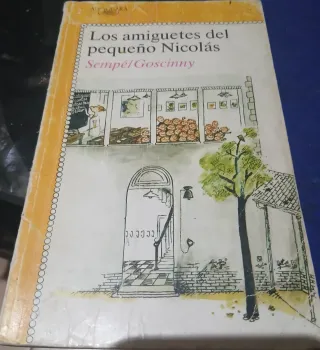 Los amiguetes del
pequeño Nicolás
Sempé/Goscinny